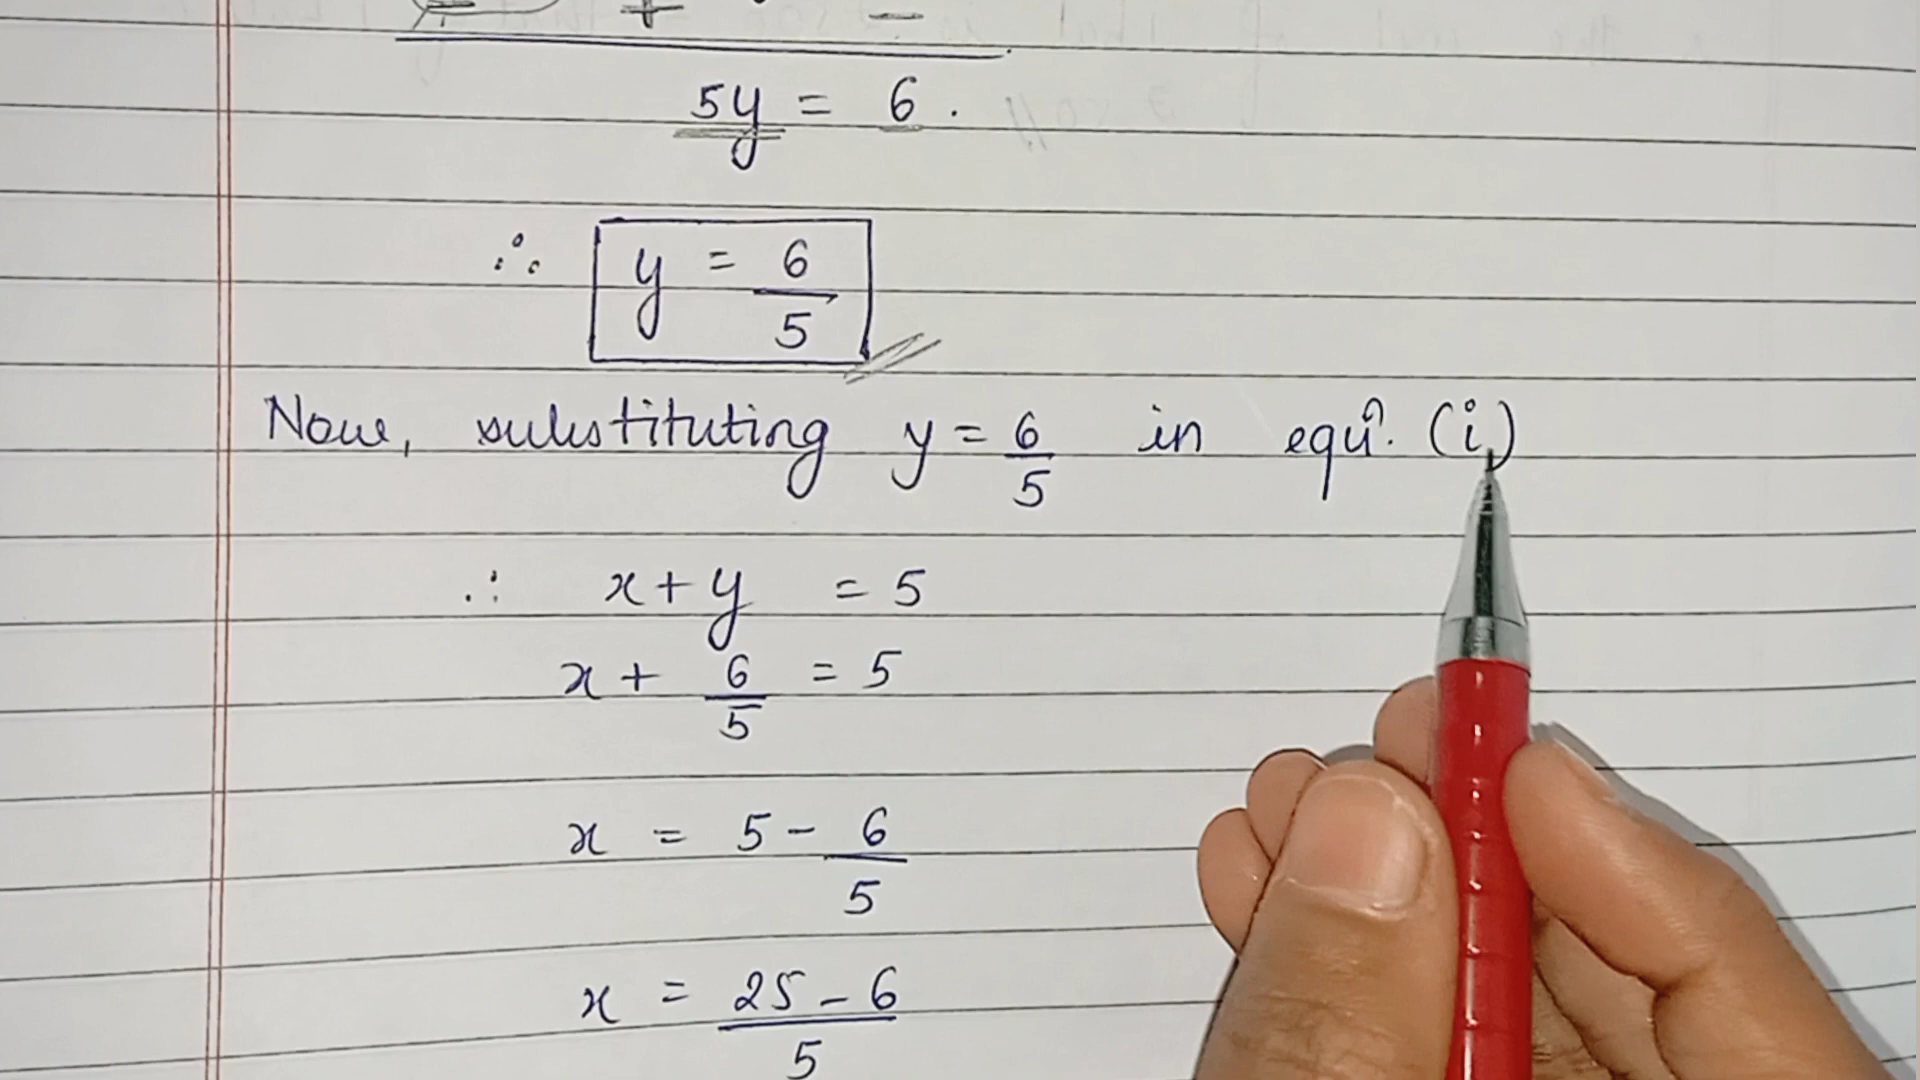 + -
5y = 6.
∴ y = 6/5
Now, substituting y = 6/5 in equⁿ. (i)
∴ x + y = 5
x + 6/5 = 5
x = 5 - 6/5
x = 25 - 6/5